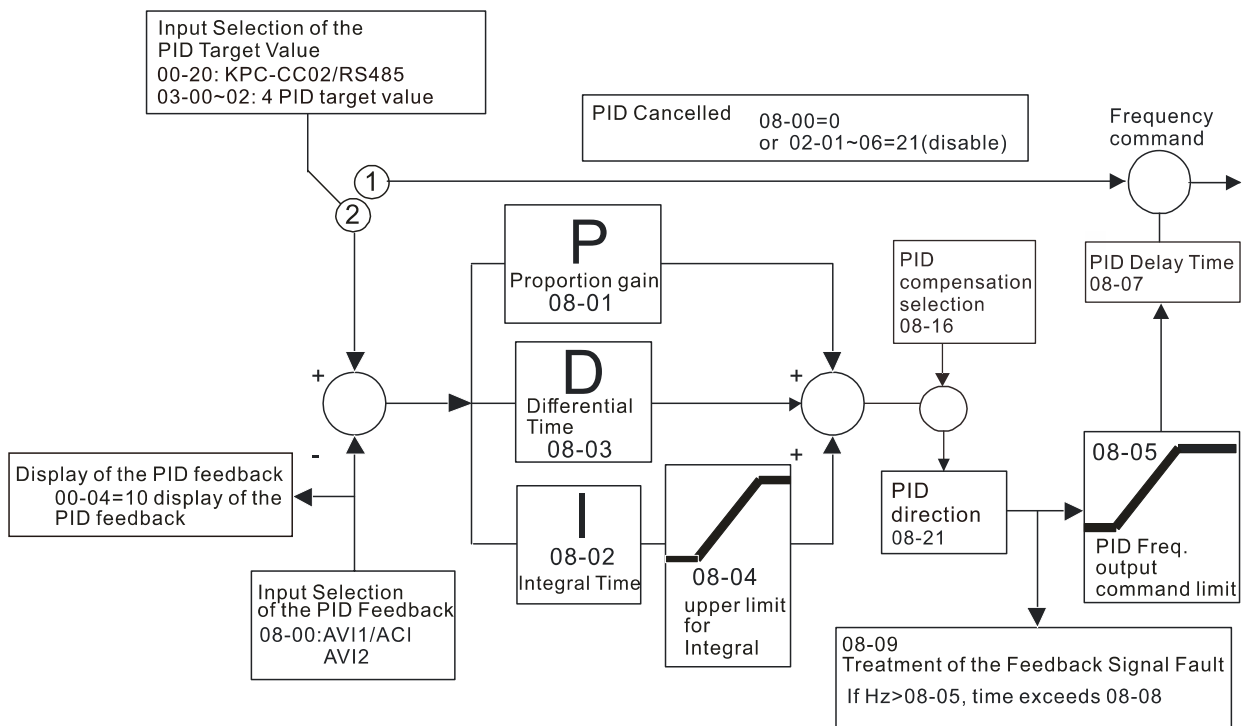 Input Selection of the
PID Target Value
00-20: KPC-CC02/RS485
03-00~02: 4 PID target value
PID Cancelled
08-00=0
or 02-01~06=21(disable)
Frequency
command
1
2
P
Proportion gain
08-01
PID
compensation
selection
08-16
PID Delay Time
08-07
+
D
Differential
Time
08-03
+
-
+
Display of the PID feedback
00-04=10 display of the
PID feedback
I
08-02
Integral Time
08-04
upper limit
for
Integral
PID
direction
08-21
08-05
PID Freq.
output
command limit
Input Selection
of the PID Feedback
08-00:AVI1/ACI
AVI2
08-09
Treatment of the Feedback Signal Fault
If Hz>08-05, time exceeds 08-08